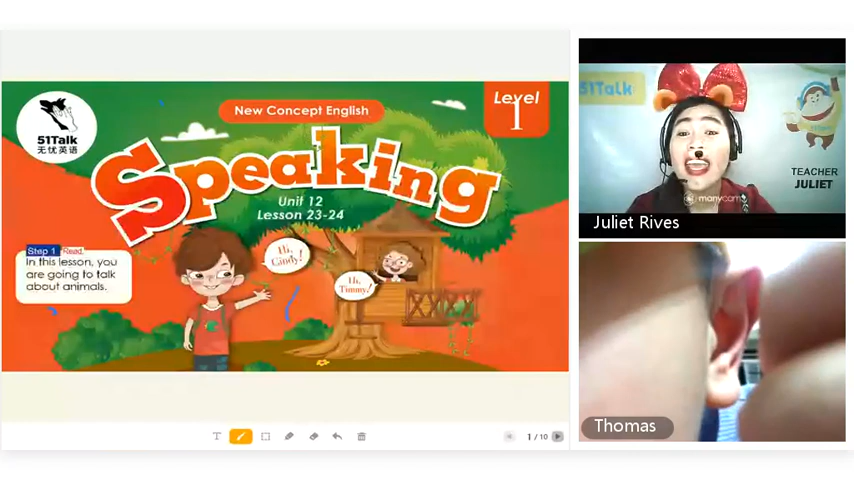 New Concept English
Level
1
51Talk
无忧英语
Speaking
Unit 12
Lesson 23-24
Step 1 Read.
In this lesson, you
are going to talk
about animals.
Hi,
Cindy!
Hi,
Timmy!
T
1 / 10
51Talk
TEACHER
JULIET
manycam
Juliet Rives
Thomas